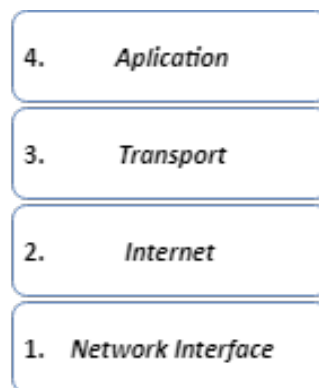 4. Aplication
3. Transport
2. Internet
1. Network Interface